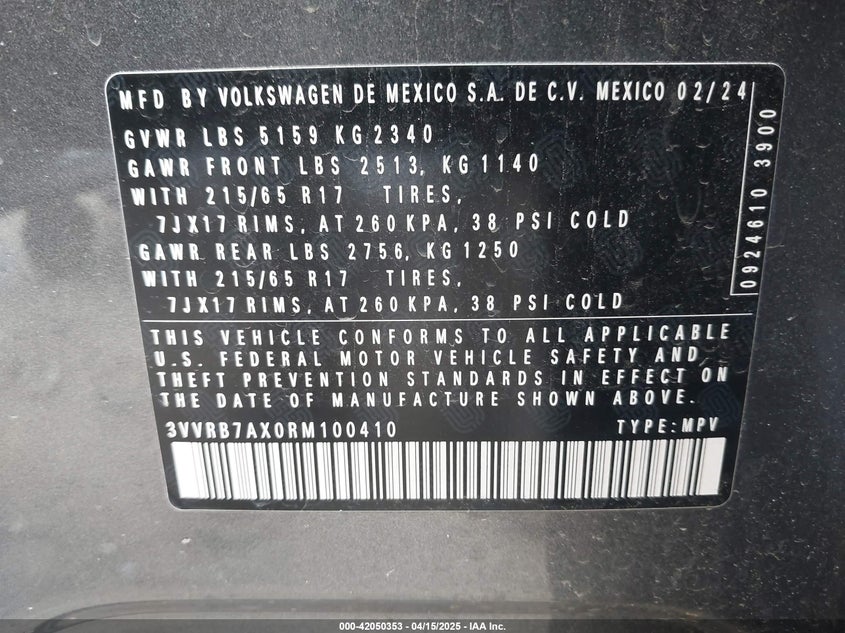 MFD BY VOLKSWAGEN DE MEXICO S.A. DE C.V. MEXICO 02/24
GVWR LBS 5159 KG 2340
GAWR FRONT LBS 2513, KG 1140
WITH 215/65 R17 TIRES,
7JX17 RIMS, AT 260 KPA, 38 PSI COLD
GAWR REAR LBS 2756, KG 1250
WITH 215/65 R17 TIRES,
7JX17 RIMS, AT 260 KPA, 38 PSI COLD
0924610 3900
THIS VEHICLE CONFORMS TO ALL APPLICABLE
U.S. FEDERAL MOTOR VEHICLE SAFETY AND
THEFT PREVENTION STANDARDS IN EFFECT ON
THE DATE OF MANUFACTURE SHOWN ABOVE.
3VVRB7AX0RM100410 TYPE: MPV
000-42050353 - 04/15/2025 - IAA Inc.